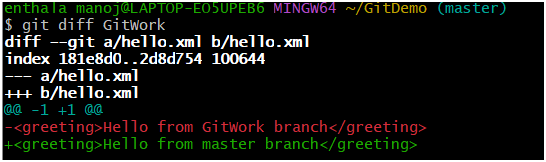 enthala manoj@LAPTOP-EO5UPEB6 MINGW64 ~/GitDemo (master)
$ git diff GitWork
diff --git a/hello.xml b/hello.xml
index 181e8d0..2d8d754 100644
--- a/hello.xml
+++ b/hello.xml
@@ -1 +1 @@
-<greeting>Hello from GitWork branch</greeting>
+<greeting>Hello from master branch</greeting>